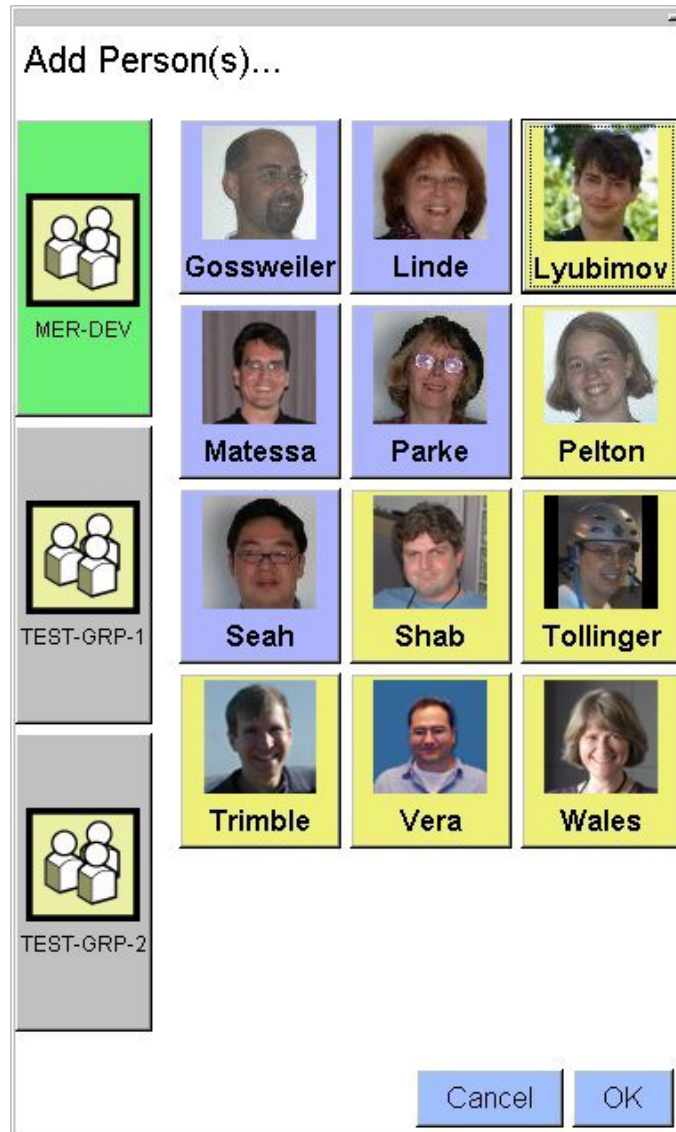 Add Person(s)...
MER-DEV
TEST-GRP-1
TEST-GRP-2
Gossweiler
Linde
Lyubimov
Matessa
Parke
Pelton
Seah
Shab
Tollinger
Trimble
Vera
Wales
Cancel
OK